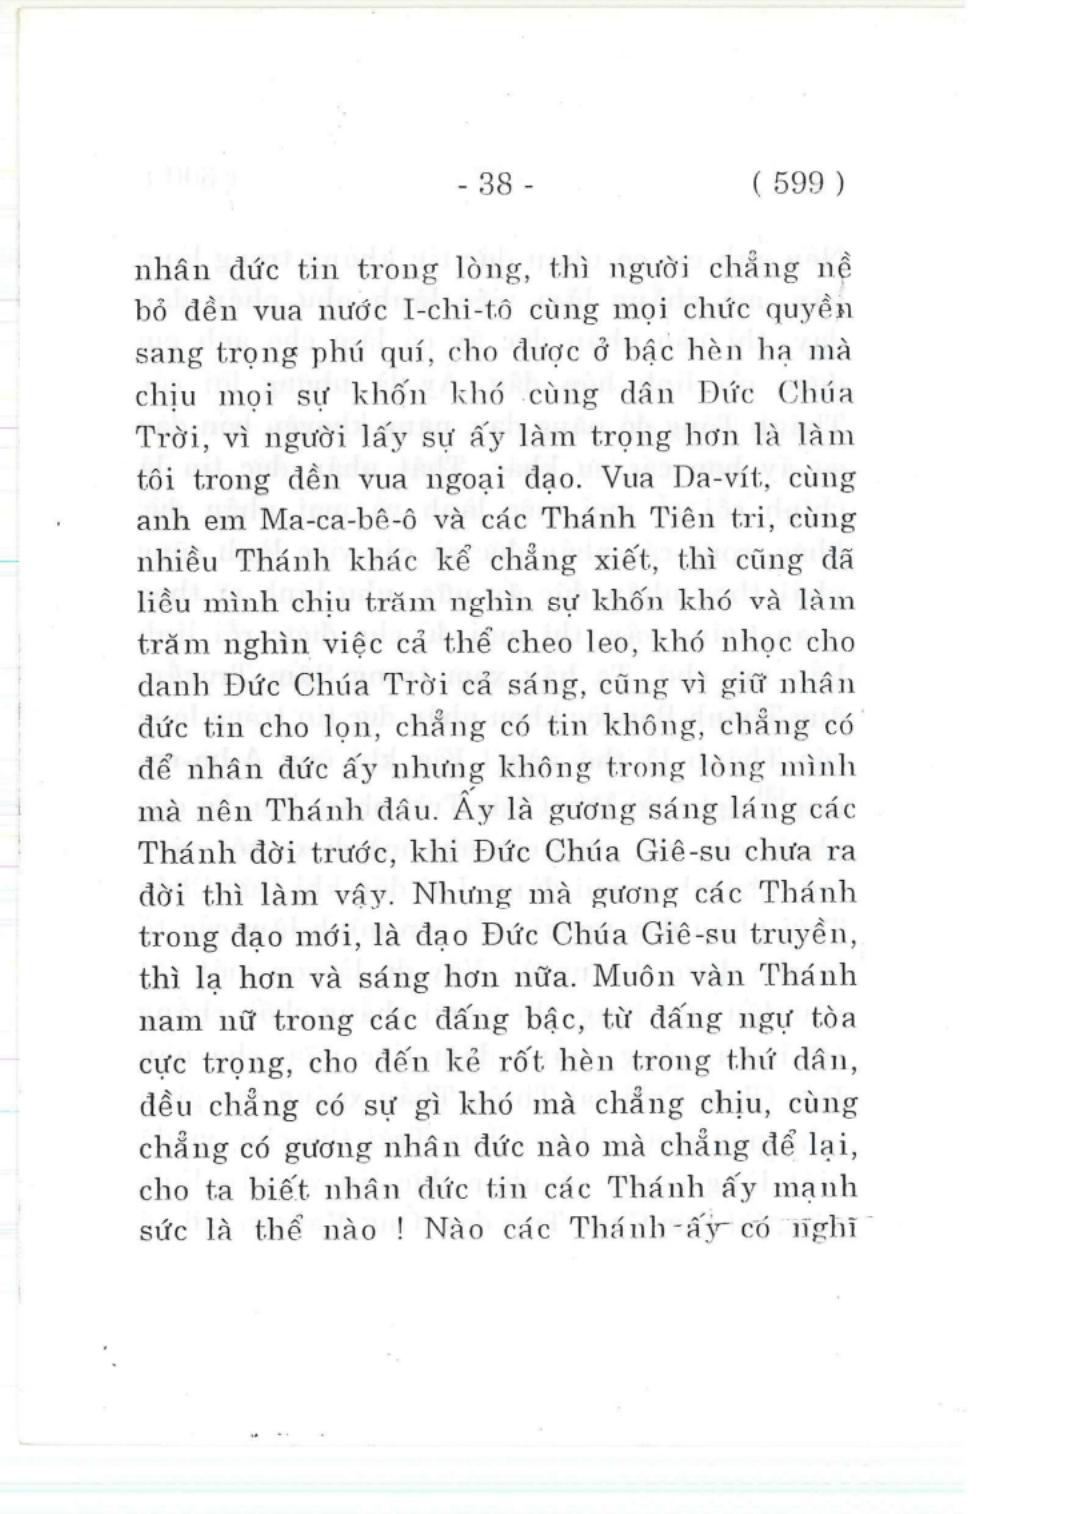 - 38 - ( 599 )
nhân đức tin trong lòng, thì người chẳng nề
bỏ đền vua nước I-chi-tô cùng mọi chức quyền
sang trọng phú quí, cho được ở bậc hèn hạ mà
chịu mọi sự khốn khó cùng dân Đức Chúa
Trời, vì người lấy sự ấy làm trọng hơn là làm
tôi trong đền vua ngoại đạo. Vua Da-vít, cùng
anh em Ma-ca-bê-ô và các Thánh Tiên tri, cùng
nhiều Thánh khác kể chẳng xiết, thì cũng đã
liều mình chịu trăm nghìn sự khốn khó và làm
trăm nghìn việc cả thể cheo leo, khó nhọc cho
danh Đức Chúa Trời cả sáng, cũng vì giữ nhân
đức tin cho lọn, chẳng có tin không, chẳng có
để nhân đức ấy nhưng không trong lòng mình
mà nên Thánh đâu. Ấy là gương sáng láng các
Thánh đời trước, khi Đức Chúa Giê-su chưa ra
đời thì làm vậy. Nhưng mà gương các Thánh
trong đạo mới, là đạo Đức Chúa Giê-su truyền,
thì lạ hơn và sáng hơn nữa. Muôn vàn Thánh
nam nữ trong các đấng bậc, từ đấng ngự tòa
cực trọng, cho đến kẻ rốt hèn trong thứ dân,
đều chẳng có sự gì khó mà chẳng chịu, cùng
chẳng có gương nhân đức nào mà chẳng để lại,
cho ta biết nhân đức tin các Thánh ấy mạnh
sức là thể nào ! Nào các Thánh ấy có nghĩ